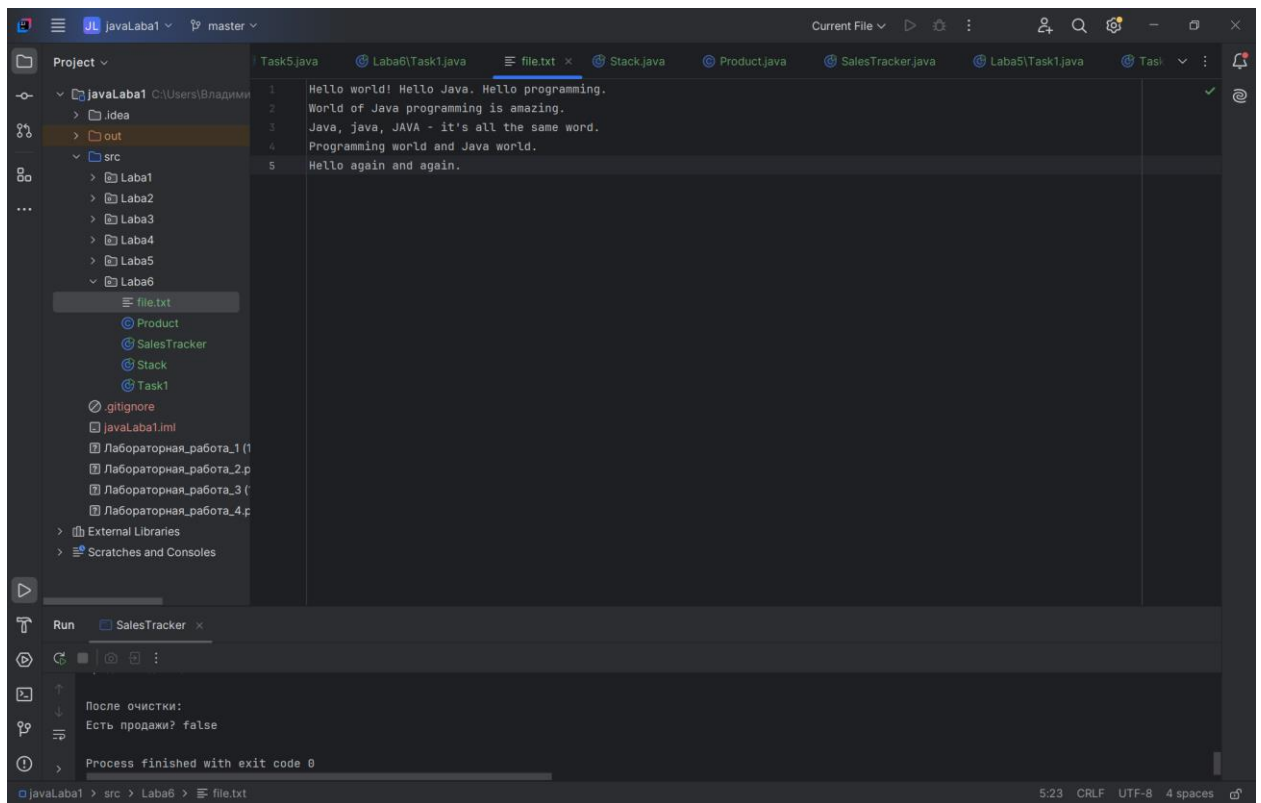 JL javaLaba1 master Current File
Project
Task5.java Laba6\Task1.java file.txt Stack.java Product.java SalesTracker.java Laba5\Task1.java
javaLaba1 C:\Users\Владими
.idea
out
src
Laba1
Laba2
Laba3
Laba4
Laba5
Laba6
file.txt
Product
SalesTracker
Stack
Task1
.gitignore
javaLaba1.iml
Лабораторная_работа_1 (1
Лабораторная_работа_2.p
Лабораторная_работа_3 (
Лабораторная_работа_4.p
External Libraries
Scratches and Consoles
1 Hello world! Hello Java. Hello programming.
2 World of Java programming is amazing.
3 Java, java, JAVA - it's all the same word.
4 Programming world and Java world.
5 Hello again and again.
Run SalesTracker
После очистки:
Есть продажи? false
Process finished with exit code 0
javaLaba1 > src > Laba6 > file.txt 5:23 CRLF UTF-8 4 spaces